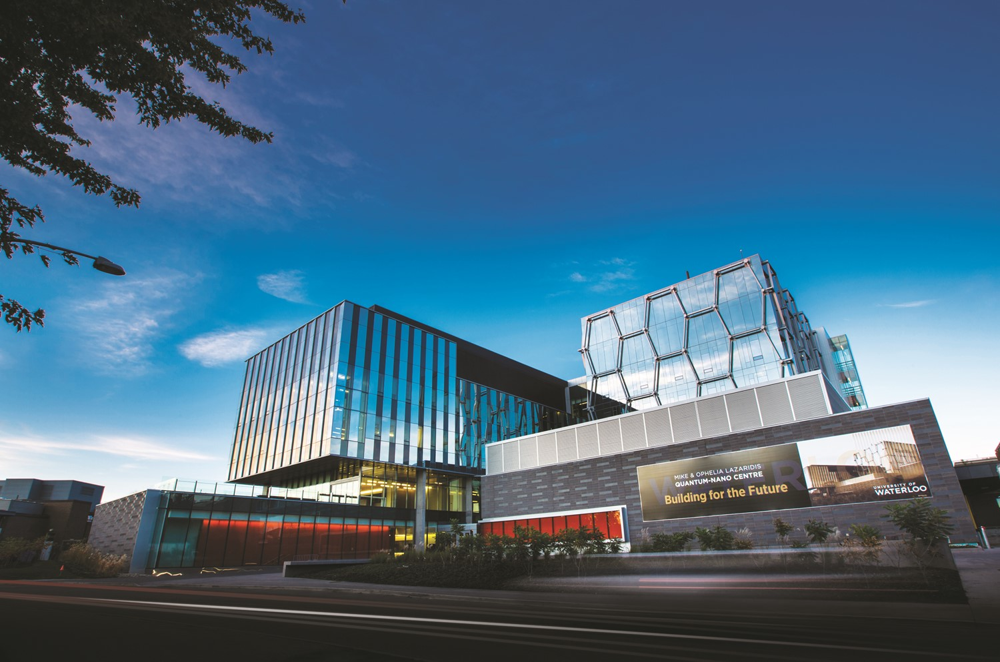 MIKE & OPHELIA LAZARIDIS
QUANTUM-NANO CENTRE
Building for the Future
UNIVERSITY OF
WATERLOO